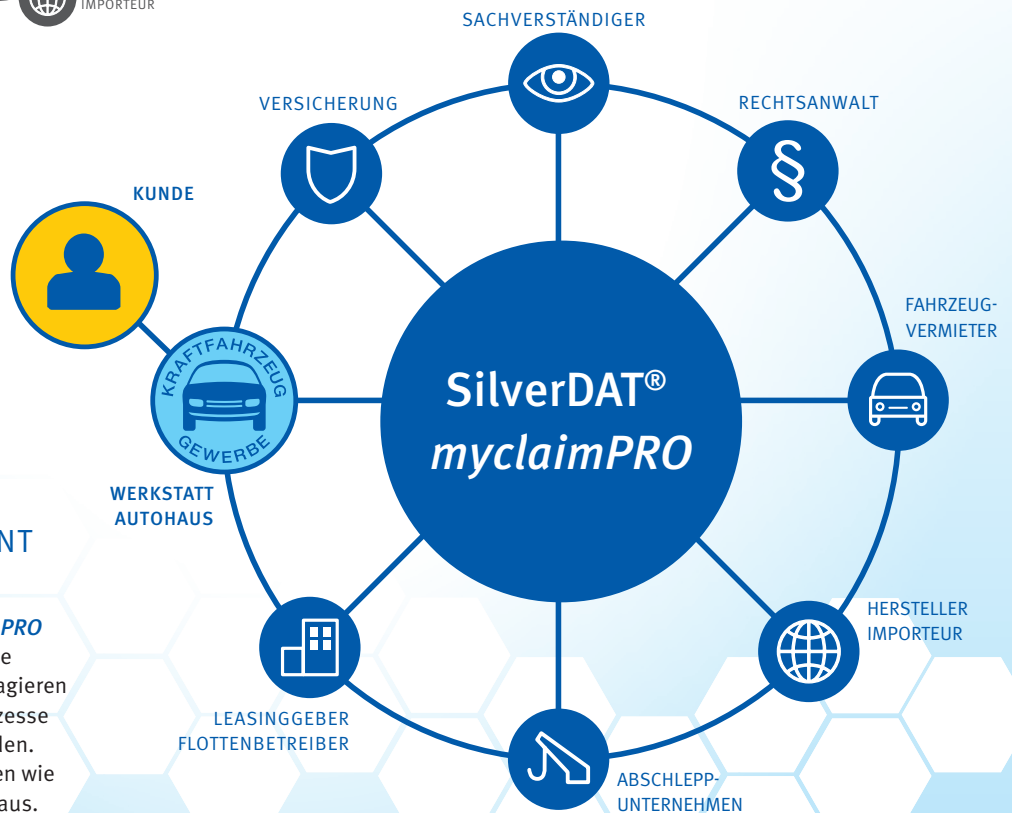 IMPORTEUR
SACHVERSTÄNDIGER
VERSICHERUNG
RECHTSANWALT
§
KUNDE
FAHRZEUG-
VERMIETER
KRAFTFAHRZEUG
GEWERBE
SilverDAT®
myclaimPRO
WERKSTATT
AUTOHAUS
HERSTELLER
IMPORTEUR
LEASINGGEBER
FLOTTENBETREIBER
ABSCHLEPP-
UNTERNEHMEN
NT
PRO
e
agieren
zesse
den.
en wie
aus.